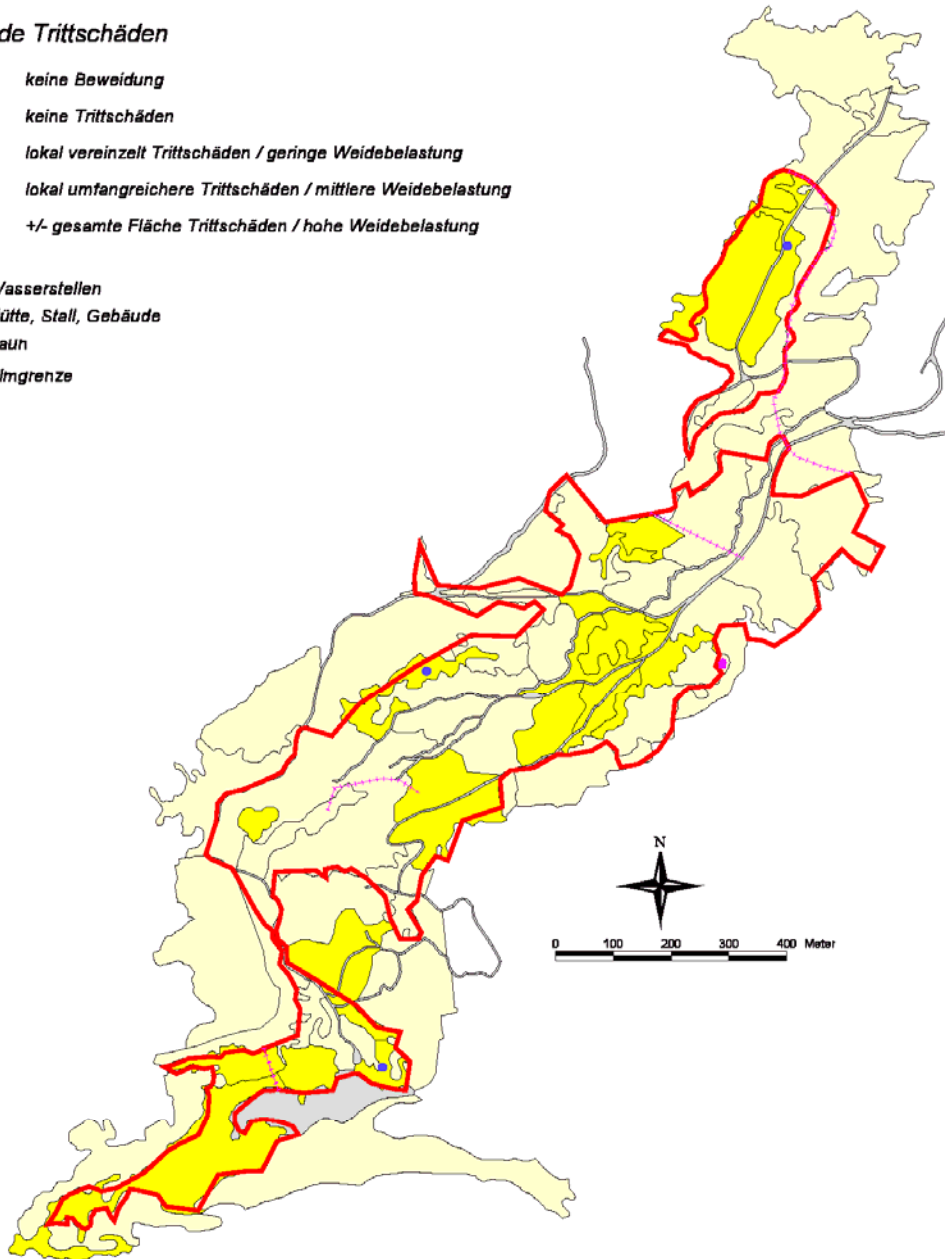 de Trittschäden
keine Beweidung
keine Trittschäden
lokal vereinzelt Trittschäden / geringe Weidebelastung
lokal umfangreichere Trittschäden / mittlere Weidebelastung
+/- gesamte Fläche Trittschäden / hohe Weidebelastung
Vasserstellen
ütte, Stall, Gebäude
aun
lmgrenze
N
0 100 200 300 400 Meter